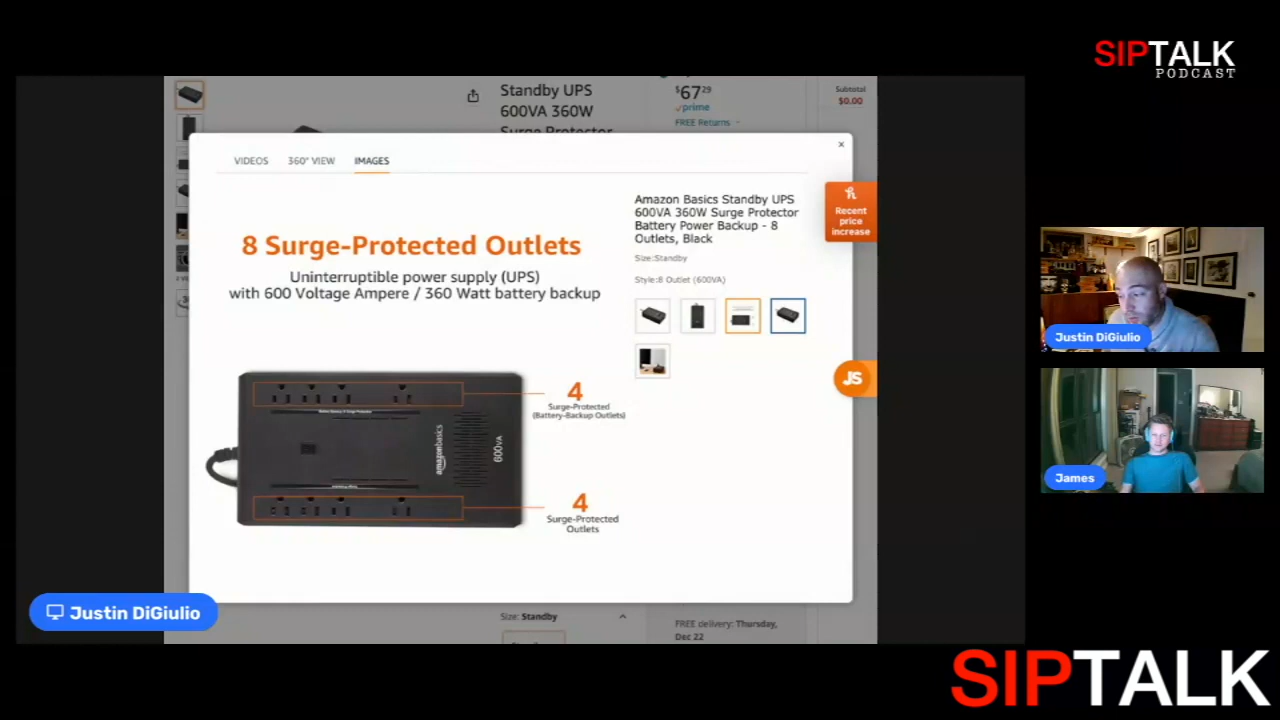 SIPTALK
PODCAST
Standby UPS
600VA 360W
Surge Protector
$67.29
prime
FREE Returns
Subtotal
$0.00
VIDEOS
360° VIEW
IMAGES
×
8 Surge-Protected Outlets
Uninterruptible power supply (UPS)
with 600 Voltage Ampere / 360 Watt battery backup
Amazon Basics Standby UPS
600VA 360W Surge Protector
Battery Power Backup - 8
Outlets, Black
Size:Standby
Style:8 Outlet (600VA)
Recent
price
increase
JS
4
Surge-Protected
(Battery-Backup Outlets)
amazonbasics
600VA
4
Surge-Protected
Outlets
Justin DiGiulio
James
Justin DiGiulio
Size: Standby
FREE delivery: Thursday,
Dec 22
SIPTALK